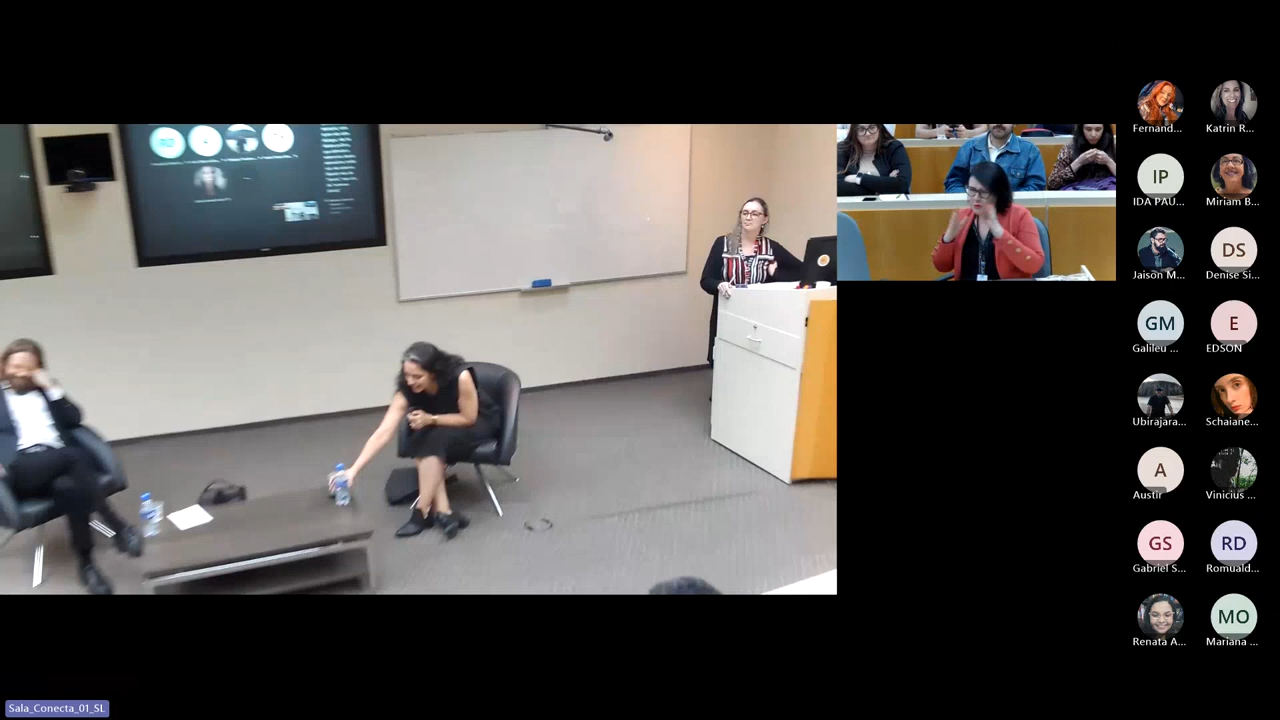 Fernand...
Katrin R...
IP
IDA PAU...
Miriam B...
Jaison M...
DS
Denise Si...
GM
Galileu ...
E
EDSON
Ubirajara...
Schaiane...
A
Austir
Vinicius ...
GS
Gabriel S...
RD
Romuald...
Renata A...
MO
Mariana ...
Sala_Conecta_01_SL